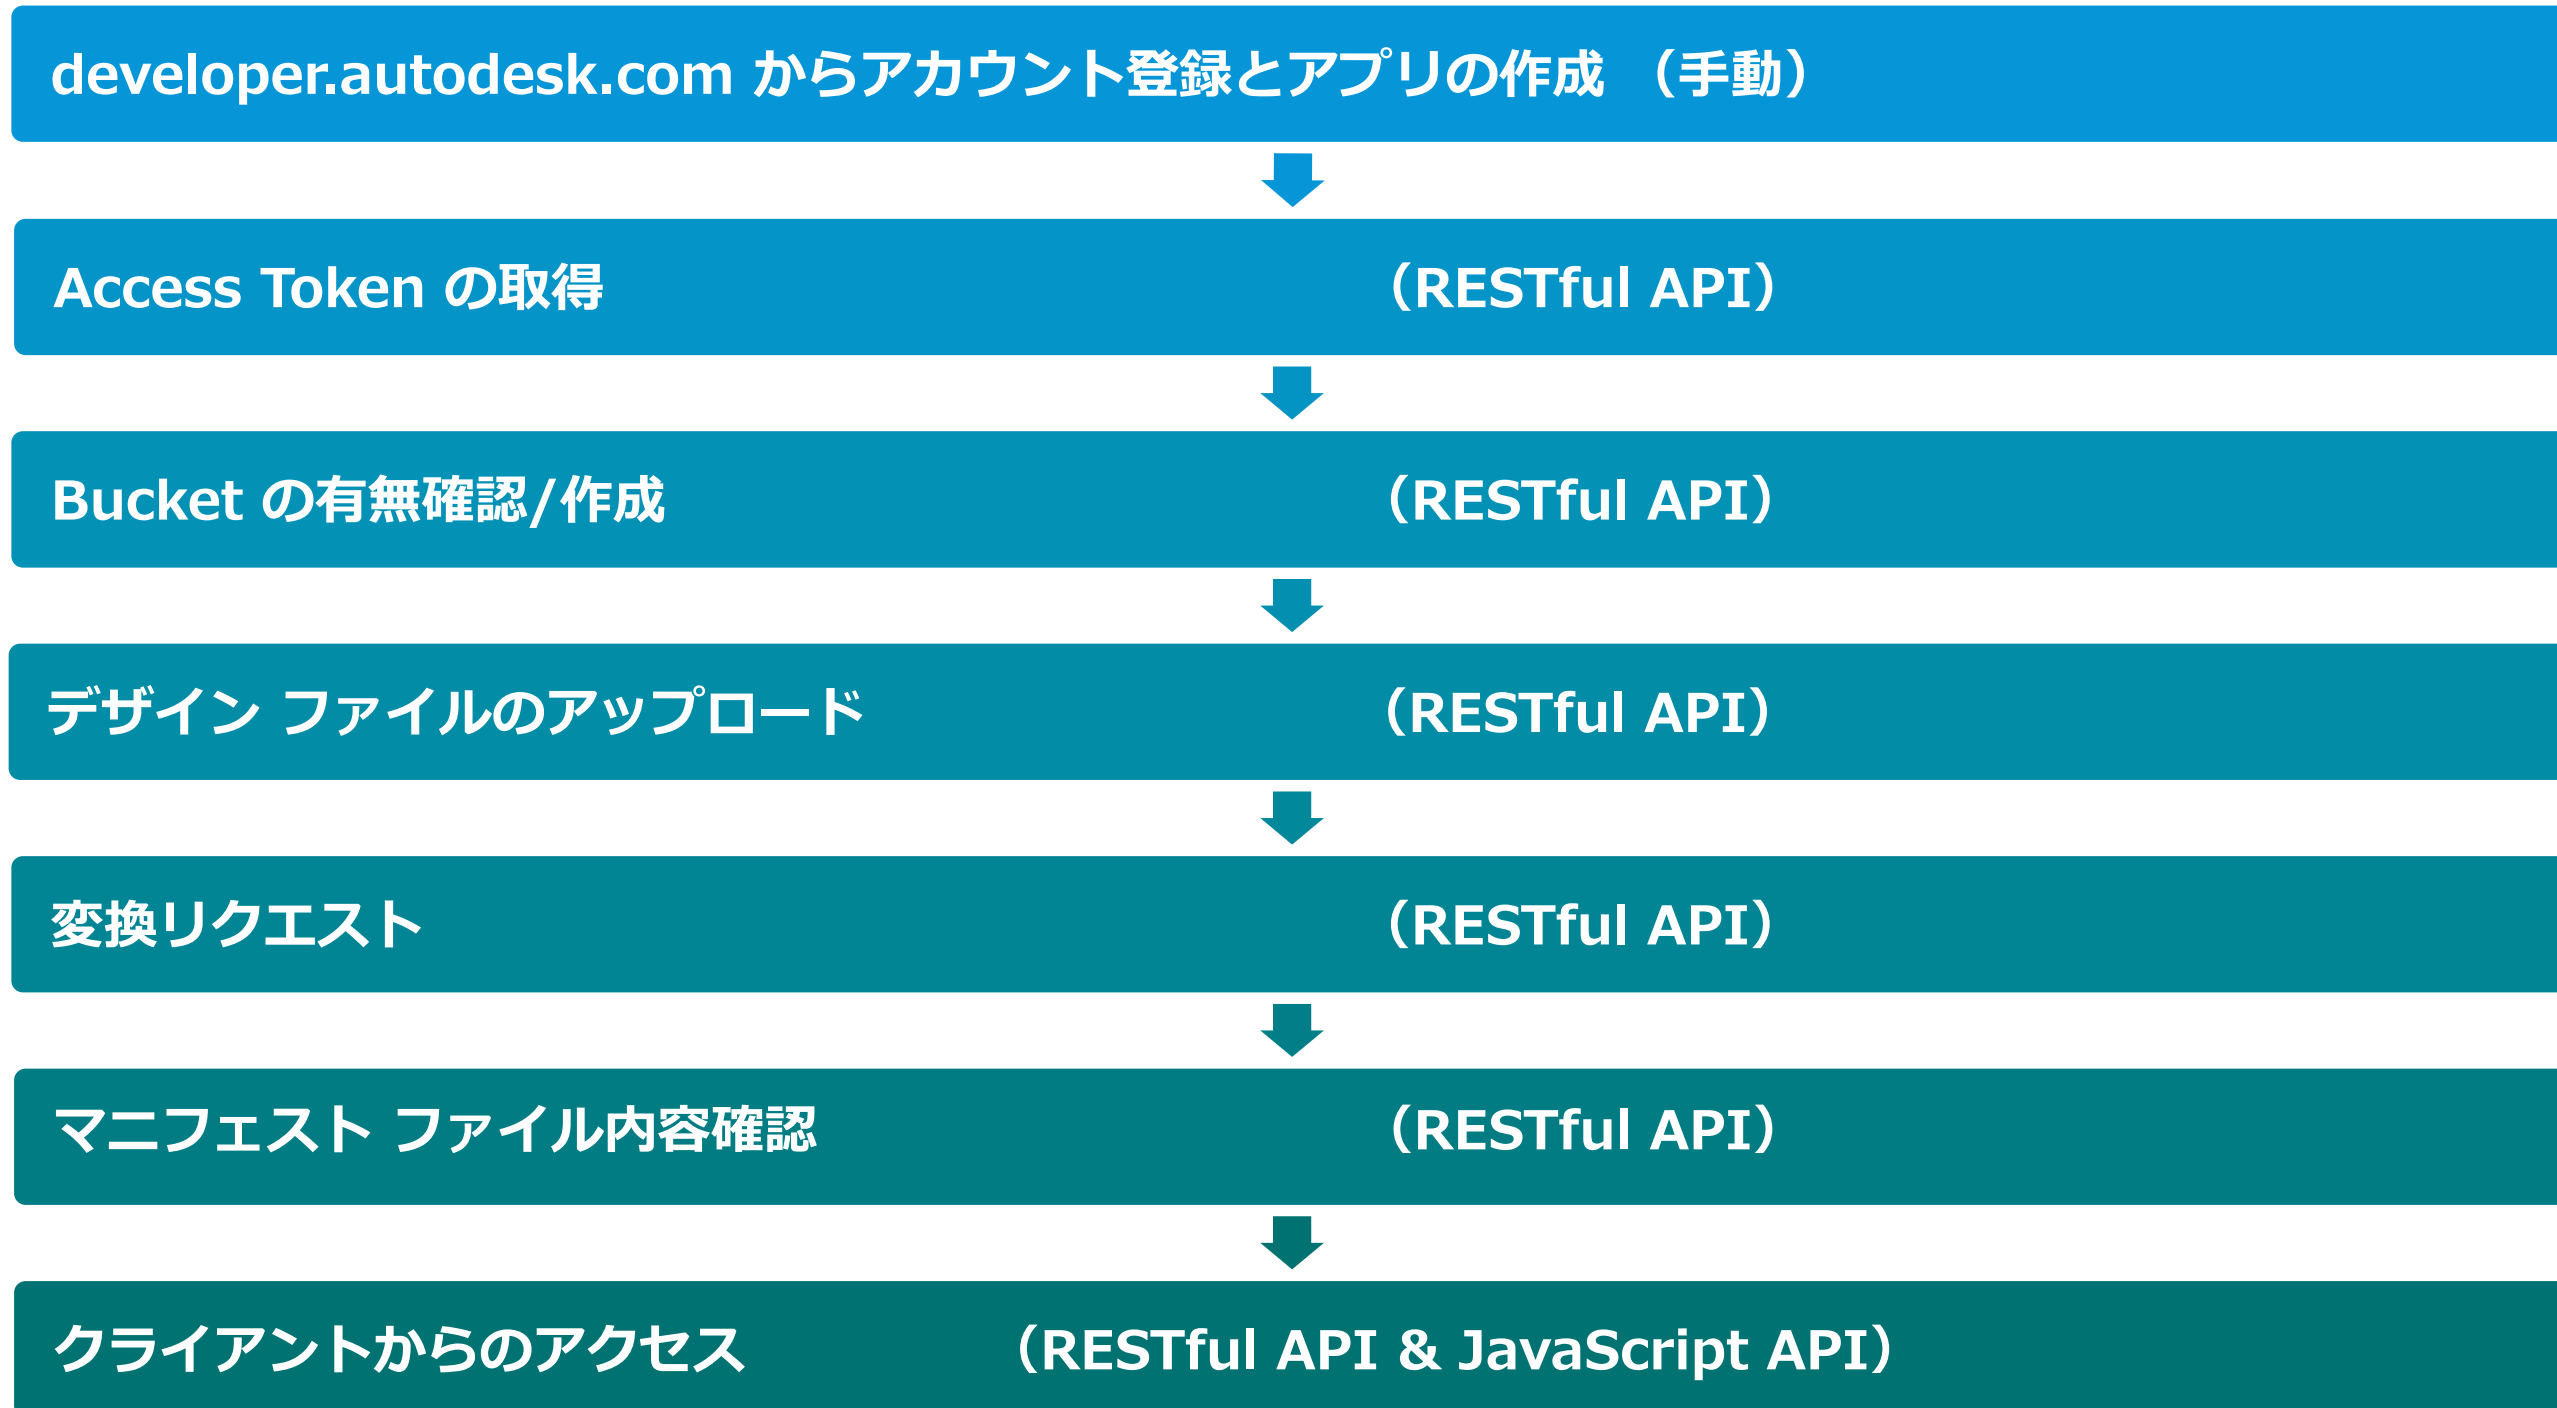 developer.autodesk.com からアカウント登録とアプリの作成 （手動）
Access Token の取得 （RESTful API）
Bucket の有無確認/作成 （RESTful API）
デザイン ファイルのアップロード （RESTful API）
変換リクエスト （RESTful API）
マニフェスト ファイル内容確認 （RESTful API）
クライアントからのアクセス （RESTful API & JavaScript API）